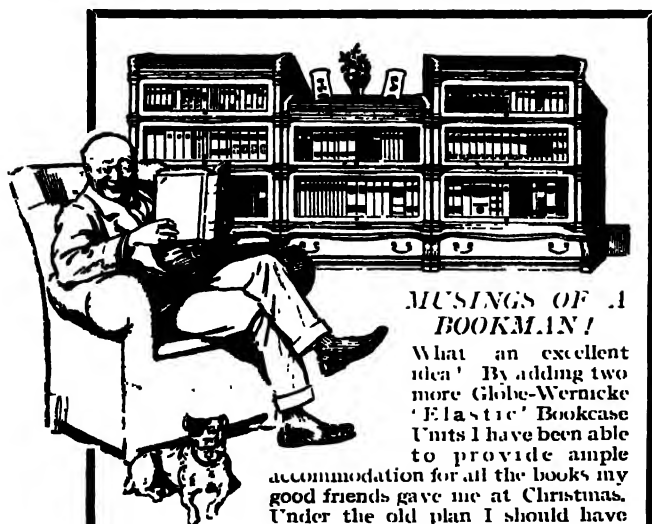 MUSINGS OF A
BOOKMAN!
What an excellent
idea! By adding two
more Globe-Wernicke
'Elastic' Bookcase
Units I have been able
to provide ample
accommodation for all the books my
good friends gave me at Christmas.
Under the old plan I should have